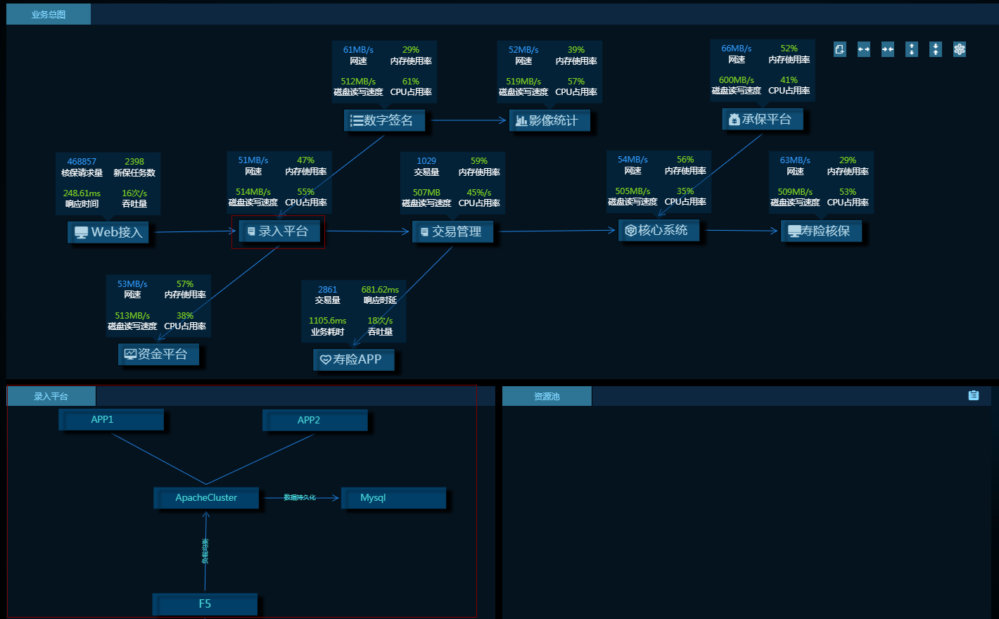 业务总图
61MB/s 29%
网速 内存使用率
512MB/s 61%
磁盘读写速度 CPU占用率
数字签名
52MB/s 39%
网速 内存使用率
519MB/s 57%
磁盘读写速度 CPU占用率
影像统计
66MB/s 52%
网速 内存使用率
600MB/s 41%
磁盘读写速度 CPU占用率
承保平台
468857 2398
核保请求量 新保任务数
248.61ms 16次/s
响应时间 吞吐量
Web接入
51MB/s 47%
网速 内存使用率
514MB/s 55%
磁盘读写速度 CPU占用率
录入平台
1029 59%
交易量 内存使用率
507MB 45%/s
磁盘读写速度 CPU占用率
交易管理
54MB/s 56%
网速 内存使用率
505MB/s 35%
磁盘读写速度 CPU占用率
核心系统
63MB/s 29%
网速 内存使用率
509MB/s 53%
磁盘读写速度 CPU占用率
寿险核保
53MB/s 57%
网速 内存使用率
513MB/s 38%
磁盘读写速度 CPU占用率
资金平台
2861 681.62ms
交易量 响应时延
1105.6ms 18次/s
业务耗时 吞吐量
寿险APP
录入平台
APP1
APP2
ApacheCluster
数据持久化
Mysql
负载均衡
F5
资源池